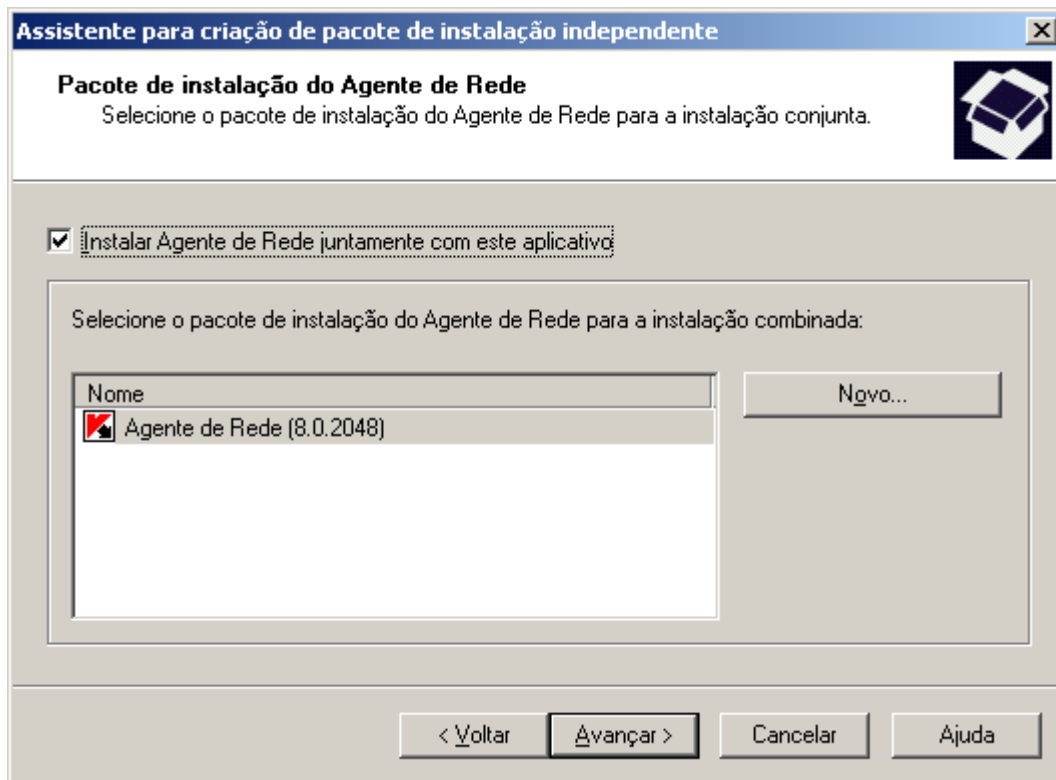 Assistente para criação de pacote de instalação independente
Pacote de instalação do Agente de Rede
Selecione o pacote de instalação do Agente de Rede para a instalação conjunta.
Instalar Agente de Rede juntamente com este aplicativo
Selecione o pacote de instalação do Agente de Rede para a instalação combinada:
Nome
Novo...
Agente de Rede (8.0.2048)
< Voltar
Avançar >
Cancelar
Ajuda